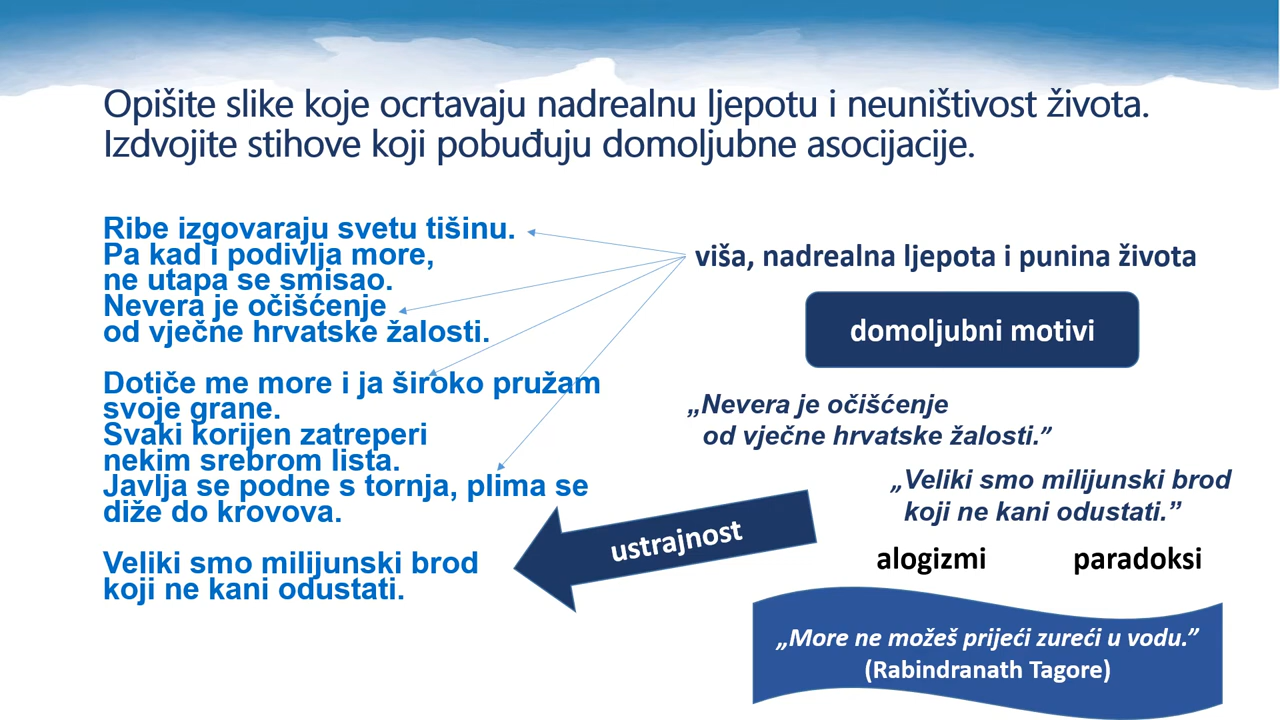 Opišite slike koje ocrtavaju nadrealnu ljepotu i neuništivost života.
Izdvojite stihove koji pobuđuju domoljubne asocijacije.
Ribe izgovaraju svetu tišinu.
Pa kad i podivlja more,
ne utapa se smisao.
Nevera je očišćenje
od vječne hrvatske žalosti.
Dotiče me more i ja široko pružam
svoje grane.
Svaki korijen zatreperi
nekim srebrom lista.
Javlja se podne s tornja, plima se
diže do krovova.
Veliki smo milijunski brod
koji ne kani odustati.
viša, nadrealna ljepota i punina života
domoljubni motivi
„Nevera je očišćenje
od vječne hrvatske žalosti.”
„Veliki smo milijunski brod
koji ne kani odustati.”
ustrajnost
alogizmi
paradoksi
„More ne možeš prijeći zureći u vodu.”
(Rabindranath Tagore)